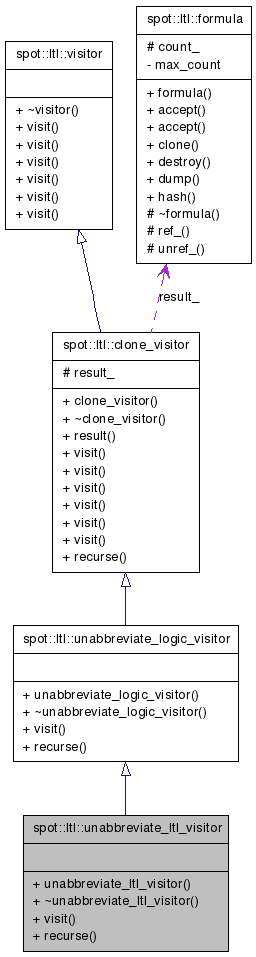 spot::ltl::visitor
+ ~visitor()
+ visit()
+ visit()
+ visit()
+ visit()
+ visit()
+ visit()
spot::ltl::formula
# count_
- max_count
+ formula()
+ accept()
+ accept()
+ clone()
+ destroy()
+ dump()
+ hash()
# ~formula()
# ref_()
# unref_()
result_
spot::ltl::clone_visitor
# result_
+ clone_visitor()
+ ~clone_visitor()
+ result()
+ visit()
+ visit()
+ visit()
+ visit()
+ visit()
+ visit()
+ recurse()
spot::ltl::unabbreviate_logic_visitor
+ unabbreviate_logic_visitor()
+ ~unabbreviate_logic_visitor()
+ visit()
+ recurse()
spot::ltl::unabbreviate_ltl_visitor
+ unabbreviate_ltl_visitor()
+ ~unabbreviate_ltl_visitor()
+ visit()
+ recurse()